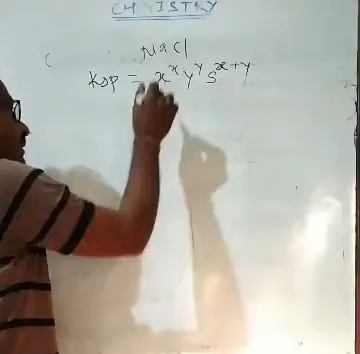 CHEMISTRY
NaCl
Ksp = x^x y^y s^x+y